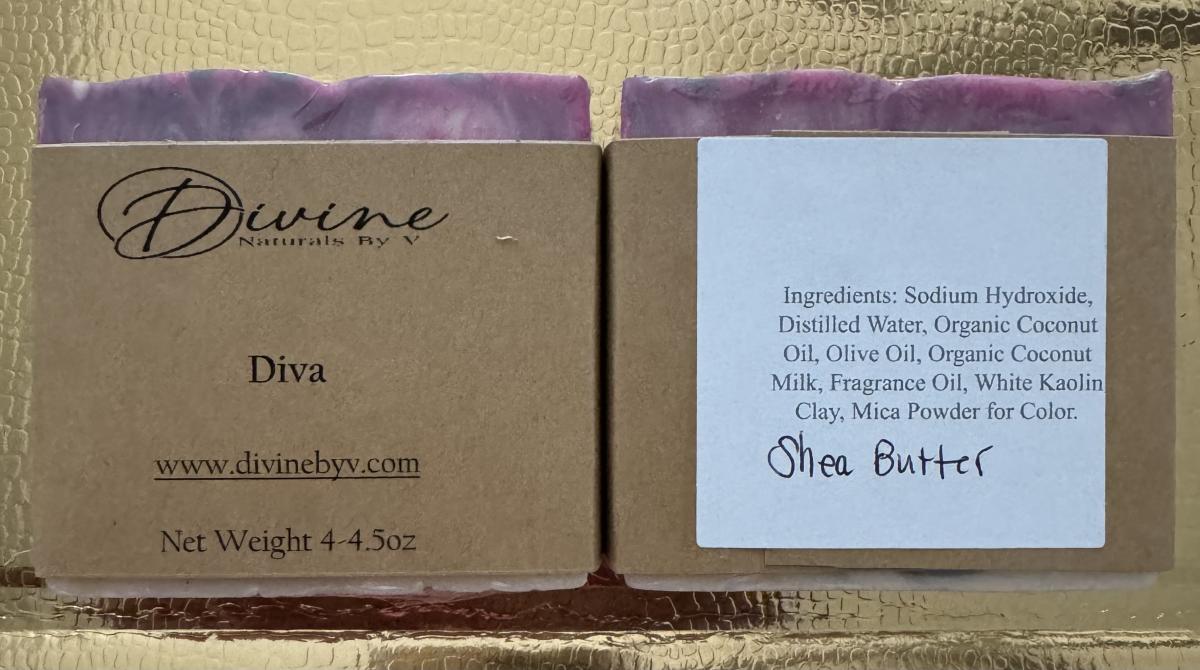 Divine
Naturals By V
Diva
www.divinebyv.com
Net Weight 4-4.5oz
Ingredients: Sodium Hydroxide,
Distilled Water, Organic Coconut
Oil, Olive Oil, Organic Coconut
Milk, Fragrance Oil, White Kaolin
Clay, Mica Powder for Color.
Shea Butter